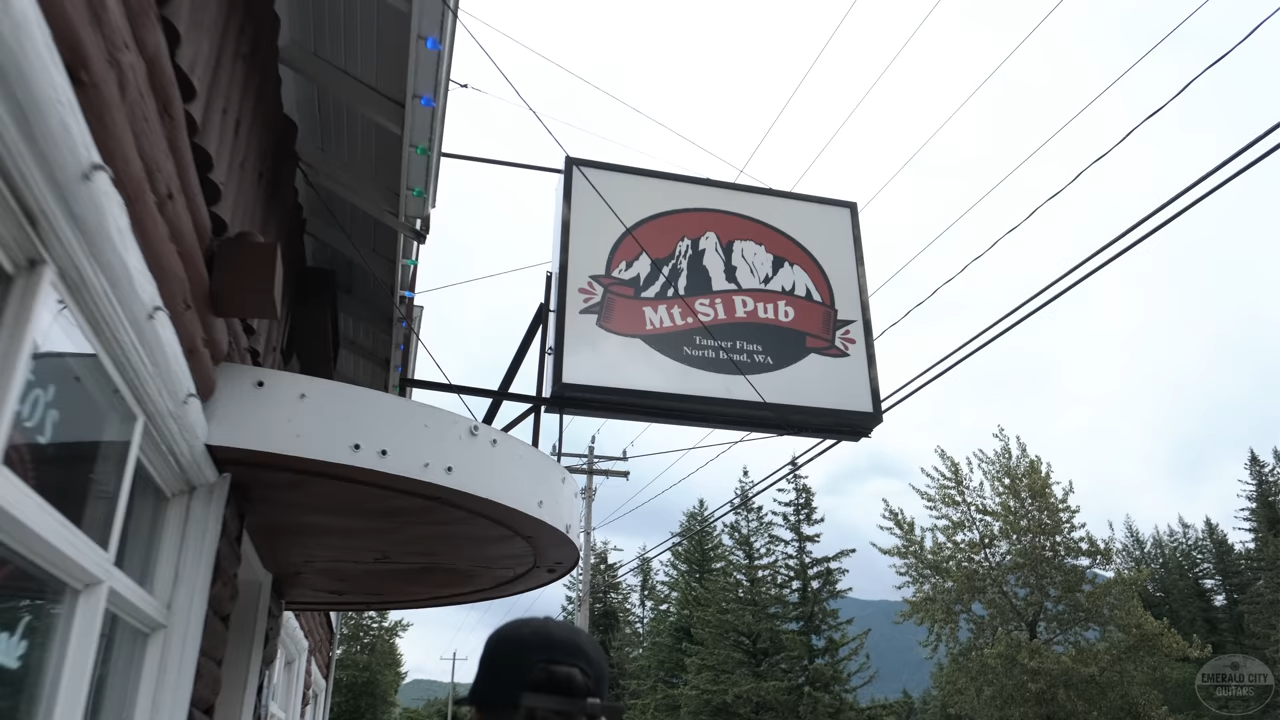 Mt. Si Pub
Tanner Flats
North Bend, WA
EMERALD CITY
GUITARS